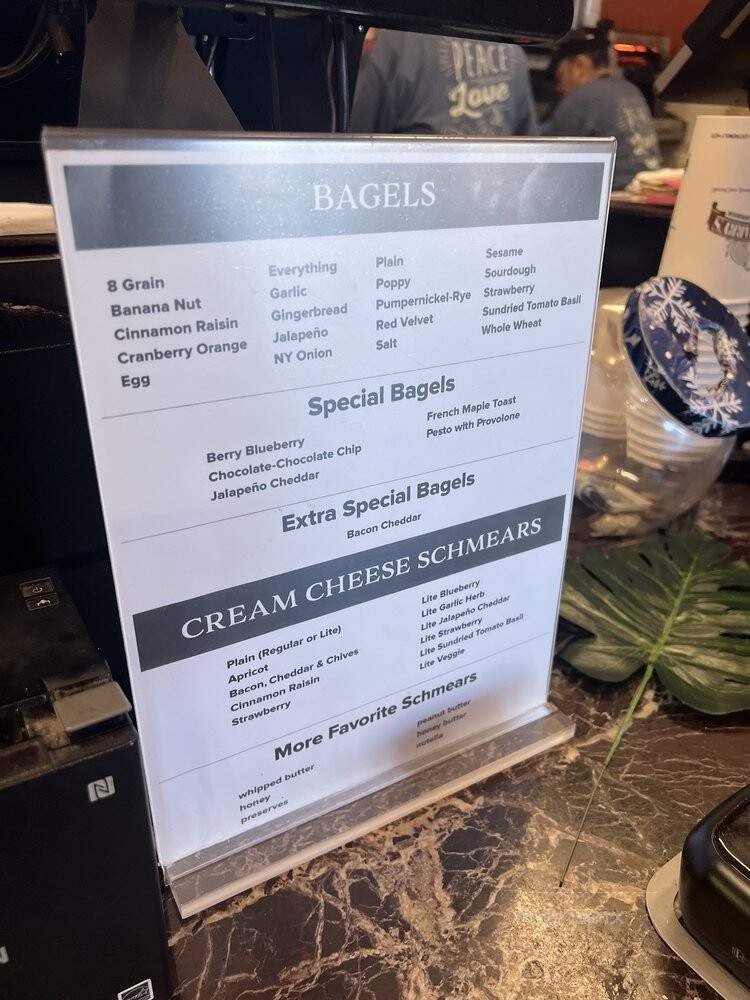 PEACE
Love
BAGELS
8 Grain
Banana Nut
Cinnamon Raisin
Cranberry Orange
Egg
Everything
Garlic
Gingerbread
Jalapeño
NY Onion
Plain
Poppy
Pumpernickel-Rye
Red Velvet
Salt
Sesame
Sourdough
Strawberry
Sundried Tomato Basil
Whole Wheat
Special Bagels
Berry Blueberry
Chocolate-Chocolate Chip
Jalapeño Cheddar
French Maple Toast
Pesto with Provolone
Extra Special Bagels
Bacon Cheddar
CREAM CHEESE SCHMEARS
Plain (Regular or Lite)
Apricot
Bacon, Cheddar & Chives
Cinnamon Raisin
Strawberry
Lite Blueberry
Lite Garlic Herb
Lite Jalapeño Cheddar
Lite Strawberry
Lite Sundried Tomato Basil
Lite Veggie
More Favorite Schmears
whipped butter
honey
preserves
peanut butter
honey butter
nutella